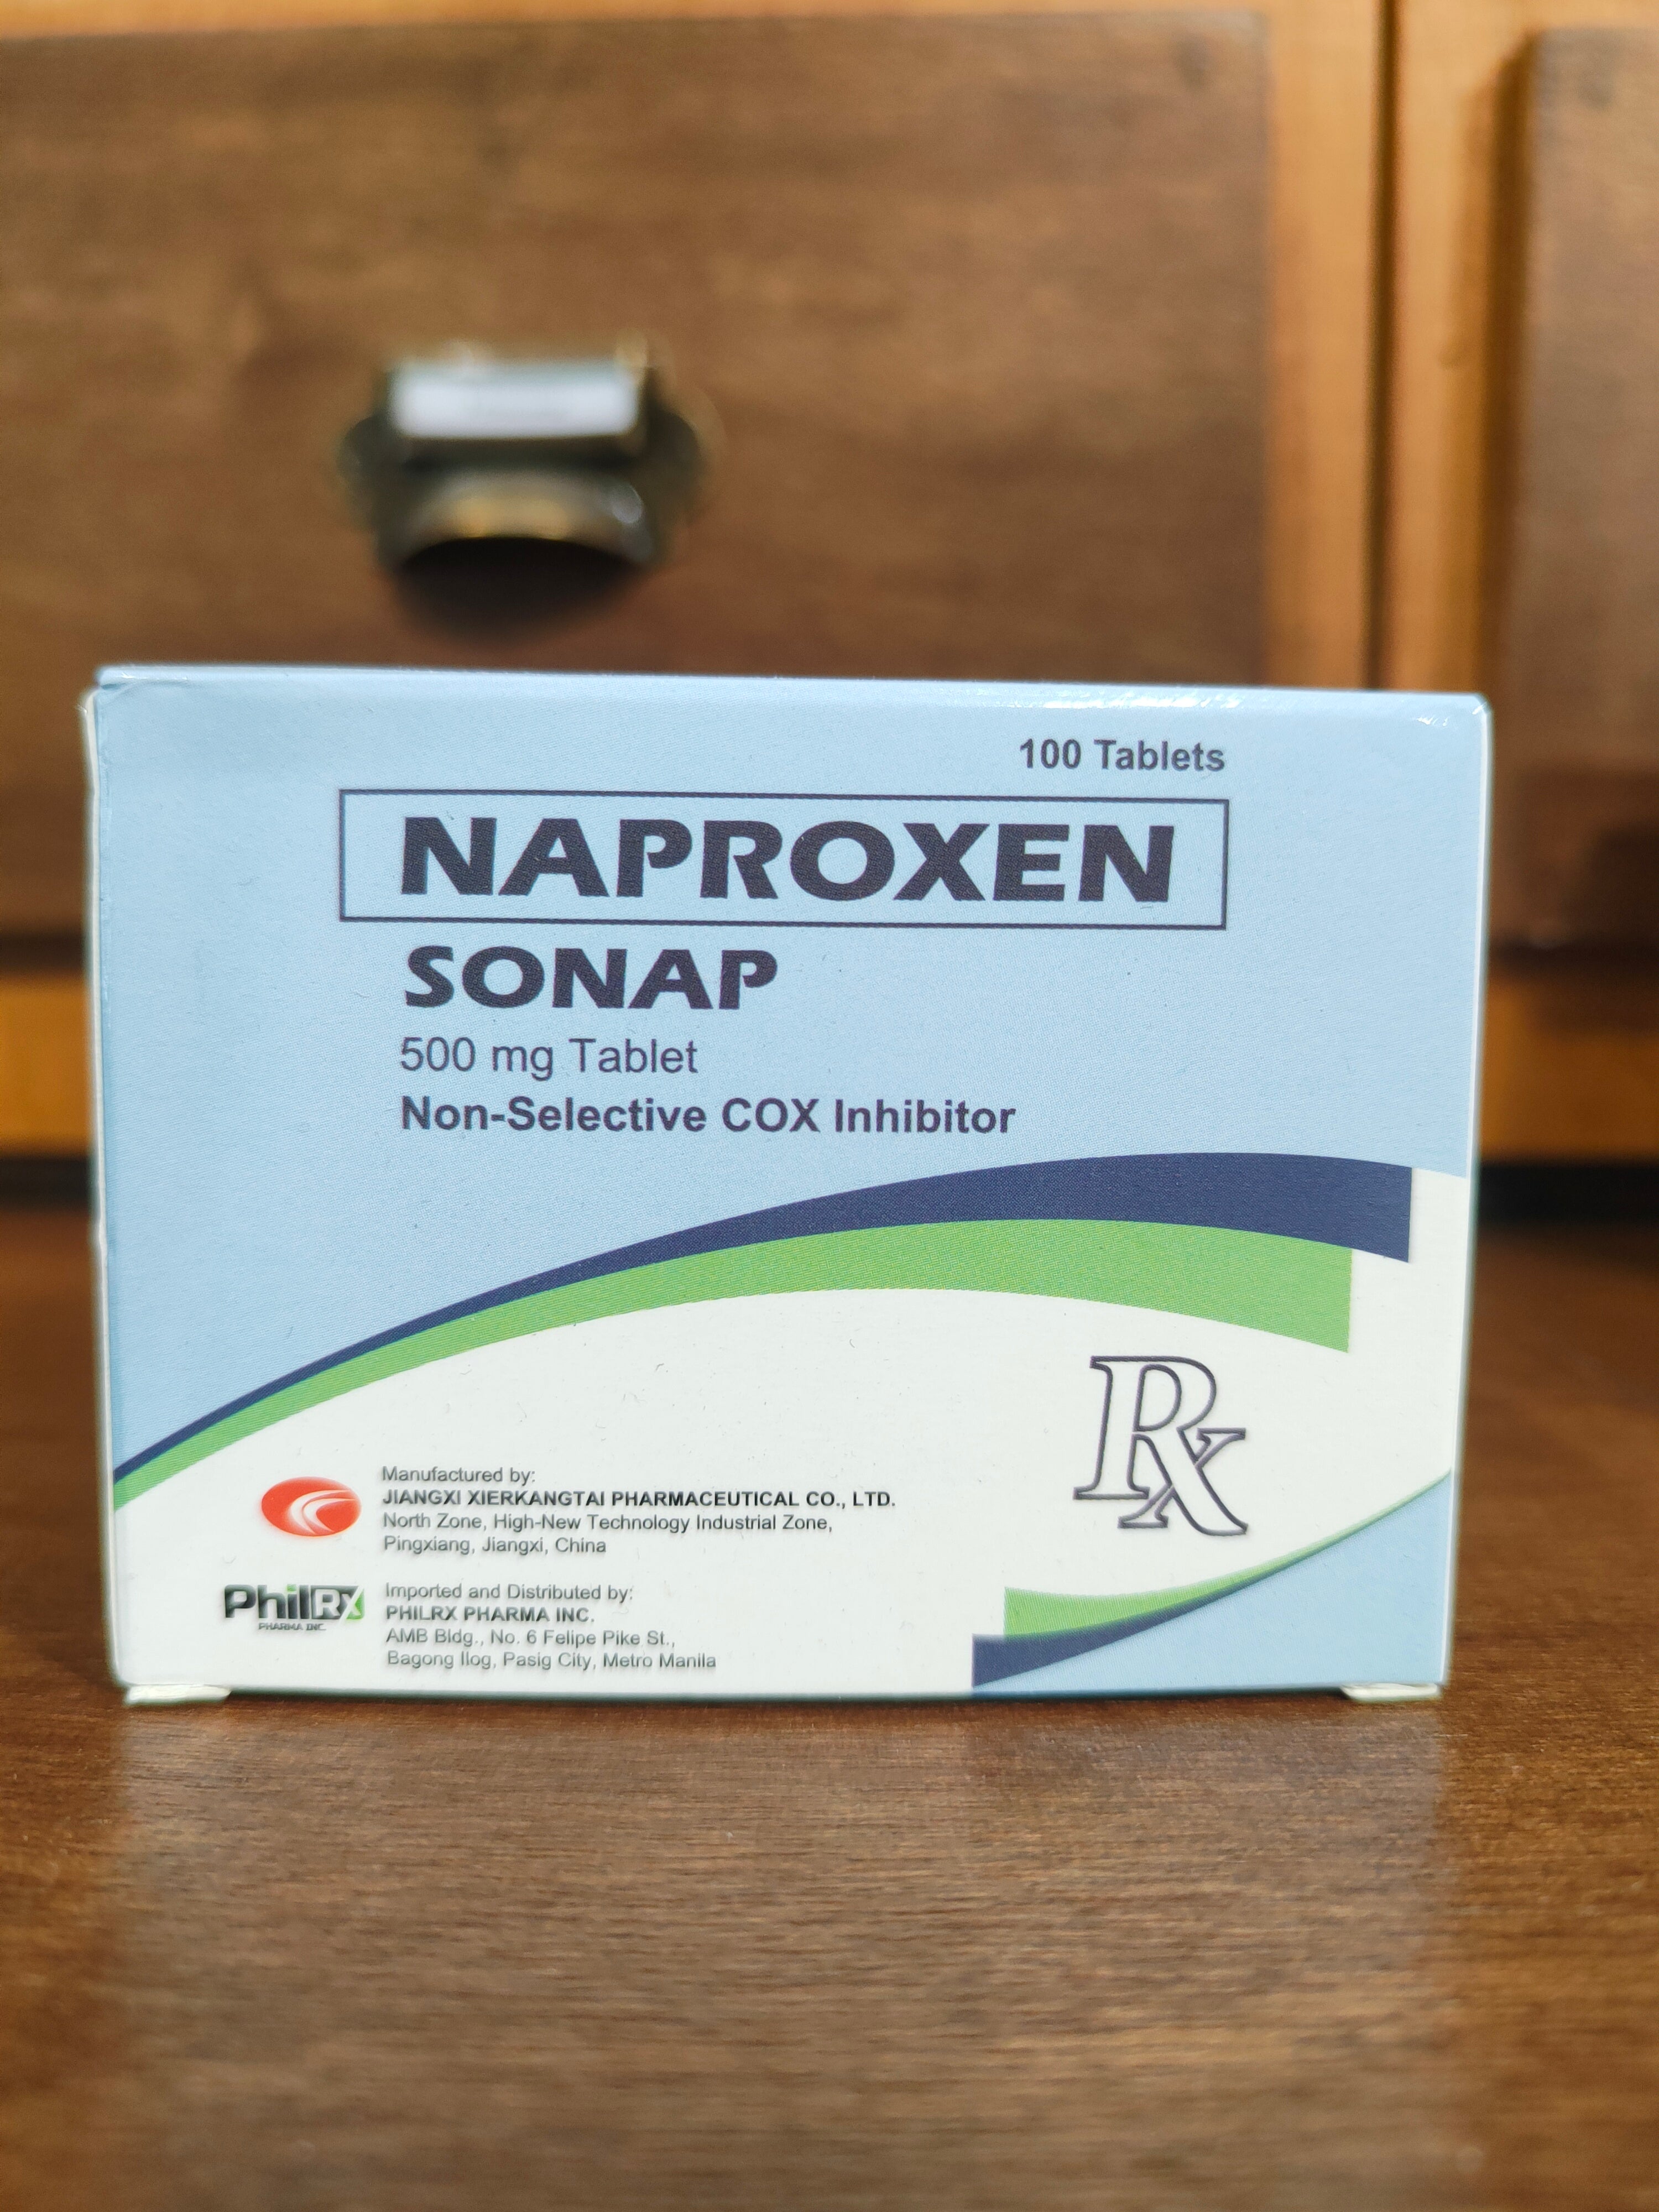 100 Tablets
NAPROXEN
SONAP
500 mg Tablet
Non-Selective COX Inhibitor
Rx
Manufactured by:
JIANGXI XIERKANGTAI PHARMACEUTICAL CO., LTD.
North Zone, High-New Technology Industrial Zone,
Pingxiang, Jiangxi, China
PhilRx
PHARMA INC.
Imported and Distributed by:
PHILRX PHARMA INC.
AMB Bldg., No. 6 Felipe Pike St.,
Bagong Ilog, Pasig City, Metro Manila